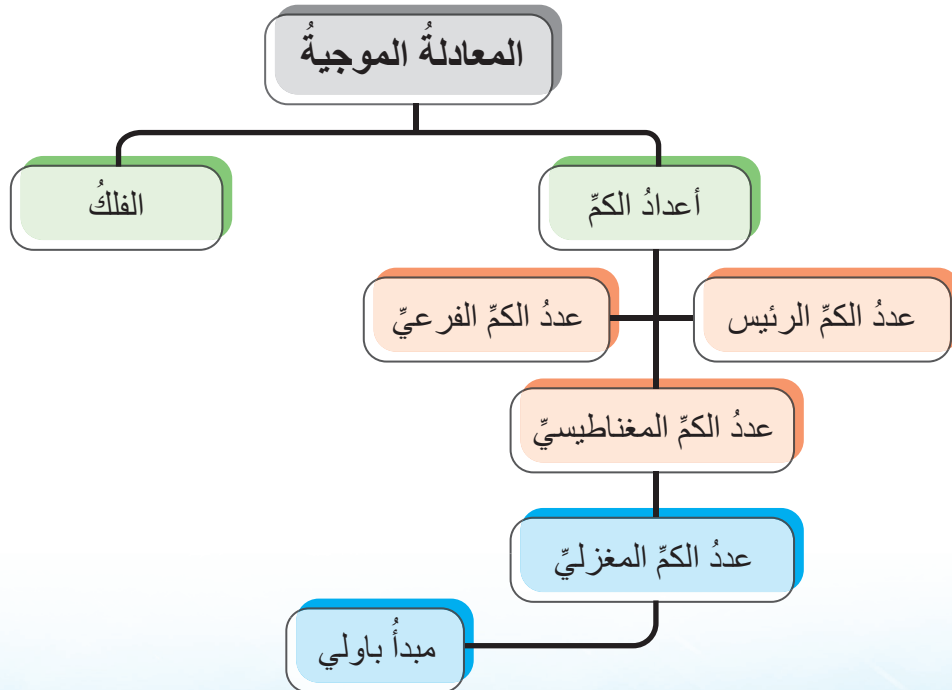 المعادلةُ الموجيةُ
أعدادُ الكمِّ
الفلكُ
عددُ الكمِّ الرئيس
عددُ الكمِّ الفرعيِّ
عددُ الكمِّ المغناطيسيِّ
عددُ الكمِّ المغزليِّ
مبدأُ باولي